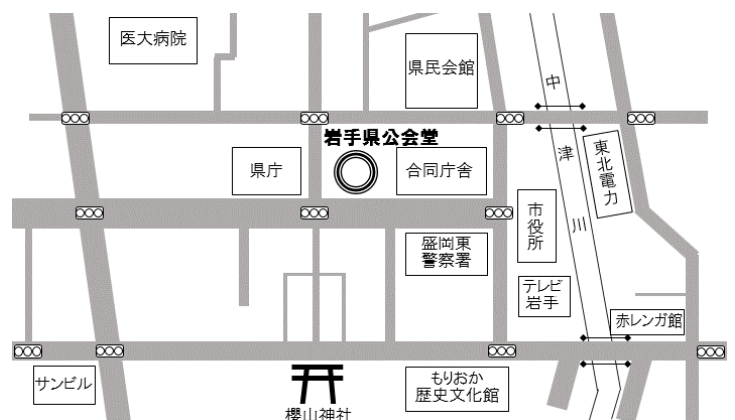 医大病院
県民会館
中
津
川
岩手県公会堂
県庁
合同庁舎
東北電力
市
役
所
盛岡東
警察署
テレビ
岩手
赤レンガ館
サンビル
もりおか
歴史文化館
櫻山神社